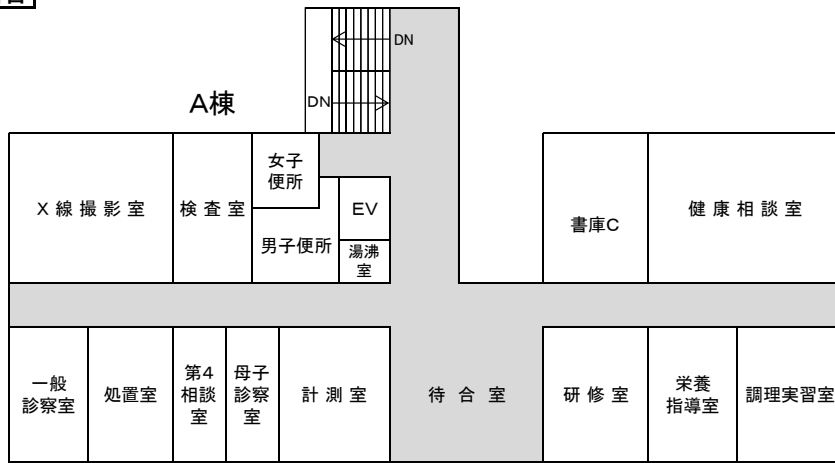 DN
A棟
DN
女子
便所
X線撮影室
検査室
EV
書庫C
健康相談室
男子便所
湯沸
室
一般
診察室
処置室
第4
相談
室
母子
診察
室
計測室
待合室
研修室
栄養
指導室
調理実習室